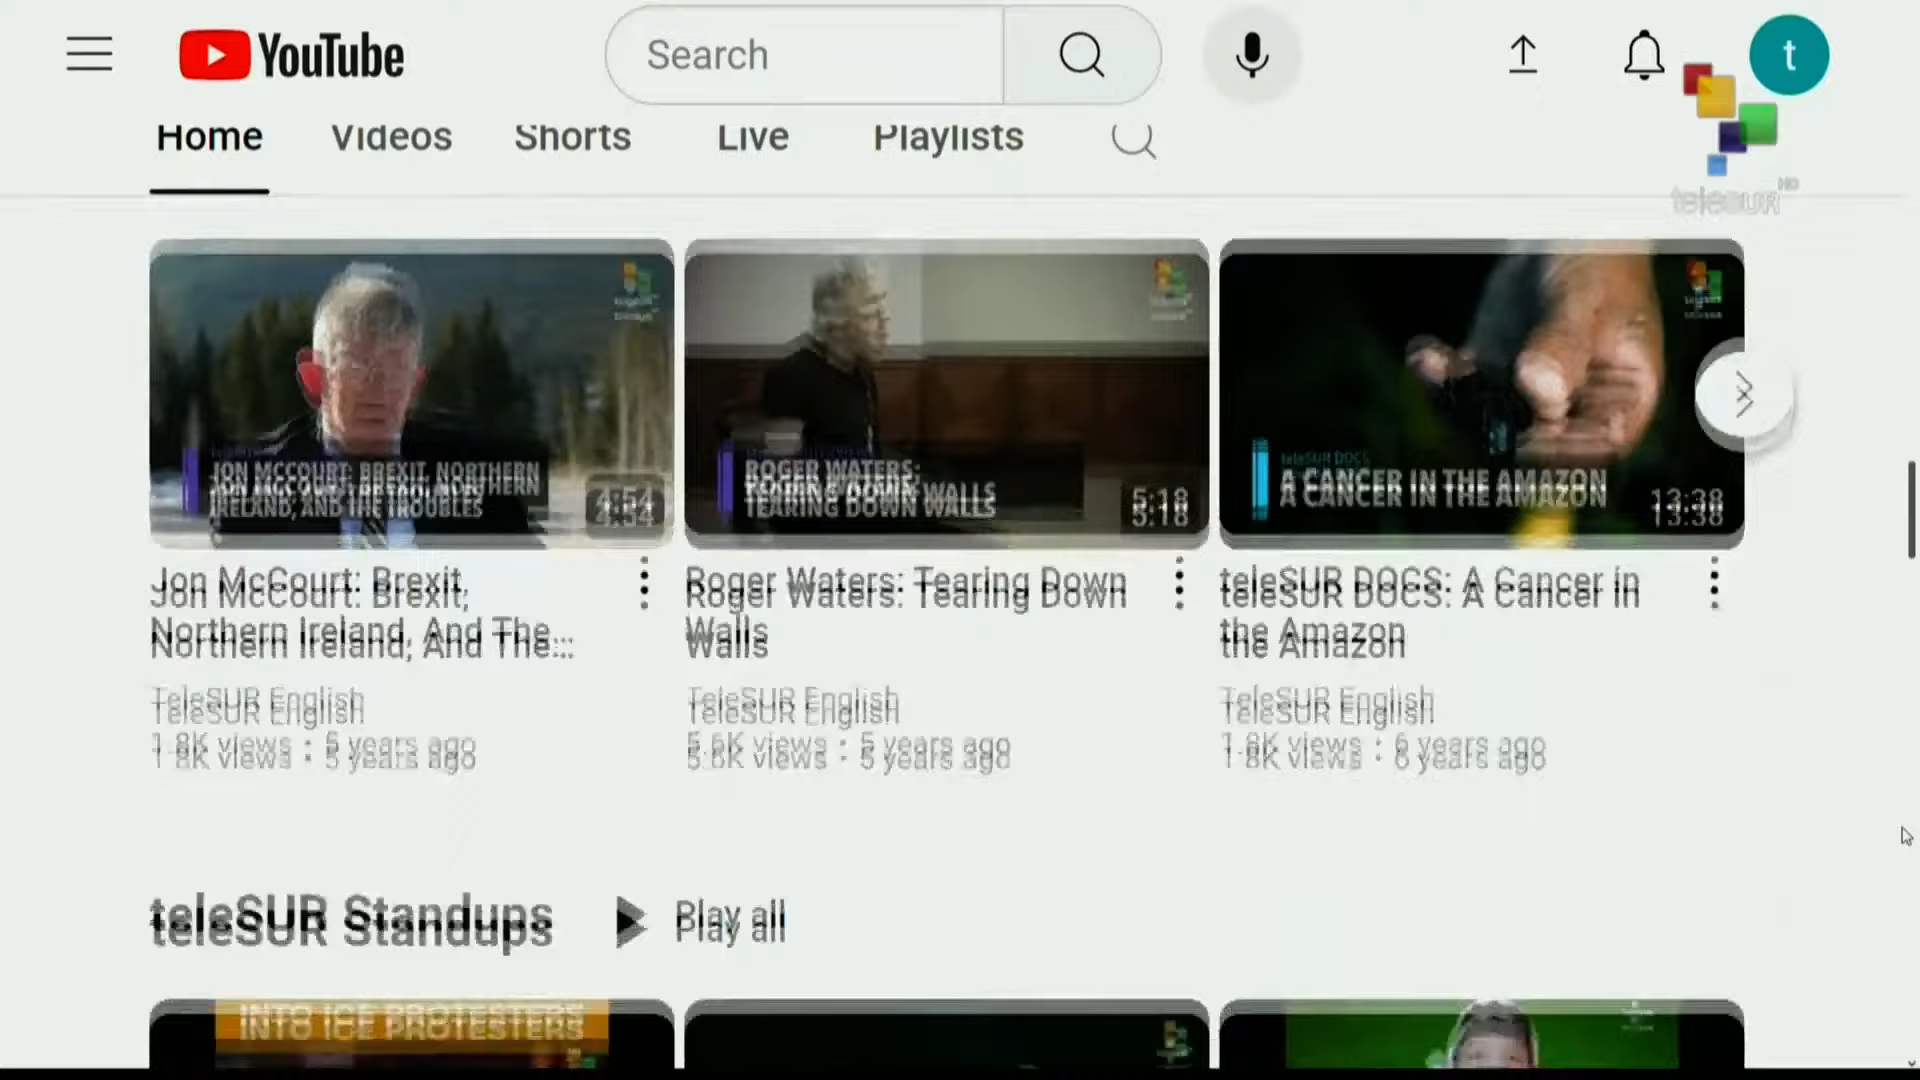 YouTube
Search
t
Home Videos Shorts Live Playlists
teleSUR HD
JON MCCOURT: BREXIT, NORTHERN
IRELAND, AND THE TROUBLES
4:54
ROGER WATERS:
TEARING DOWN WALLS
5:18
teleSUR DOCS
A CANCER IN THE AMAZON
13:38
Jon McCourt: Brexit,
Northern Ireland, And The...
TeleSUR English
1.8K views • 5 years ago
Roger Waters: Tearing Down
Walls
TeleSUR English
views • 5 years ago
teleSUR DOCS: A Cancer in
the Amazon
TeleSUR English
1.8K views • 6 years ago
teleSUR Standups
Play all
INTO ICE PROTESTERS